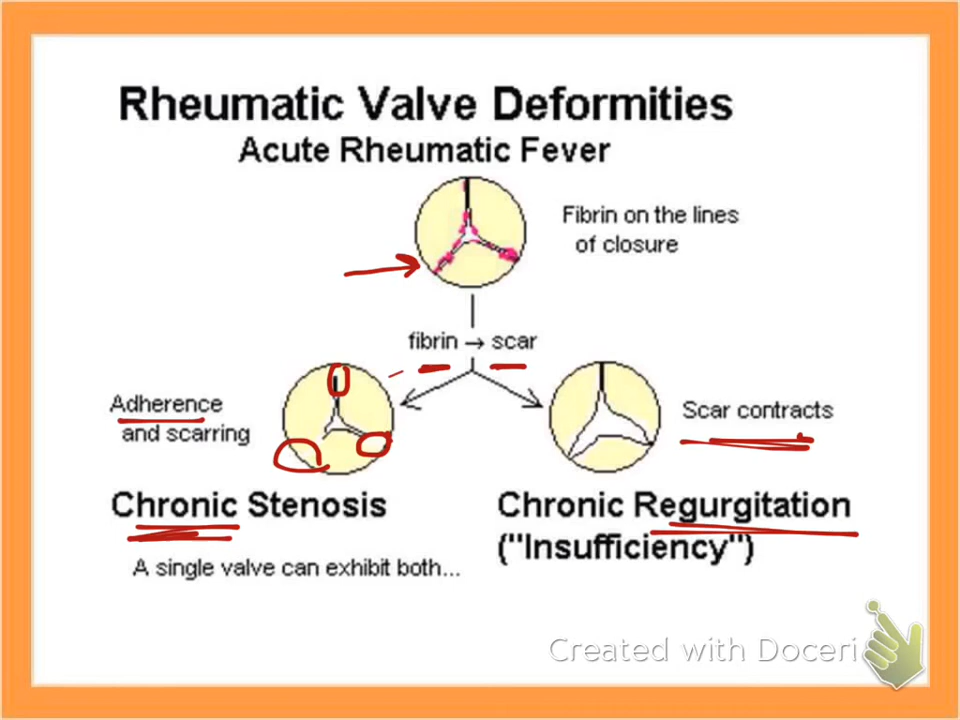 Rheumatic Valve Deformities
Acute Rheumatic Fever
Fibrin on the lines
of closure
fibrin → scar
Adherence
and scarring
Scar contracts
Chronic Stenosis
Chronic Regurgitation
("Insufficiency")
A single valve can exhibit both...
Created with Doceri